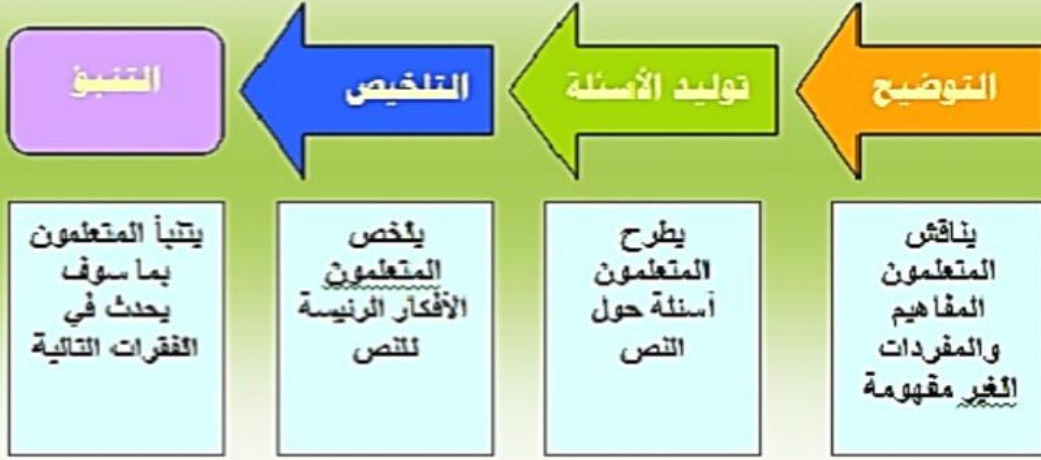 التوضيح
توليد الأسئلة
التلخيص
التنبؤ
يناقش
المتعلمون
المفاهيم
والمفردات
الغير مفهومة
يطرح
المتعلمون
أسئلة حول
النص
يلخص
المتعلمون
الأفكار الرئيسة
للنص
يتنبأ المتعلمون
بما سوف
يحدث في
الفقرات التالية